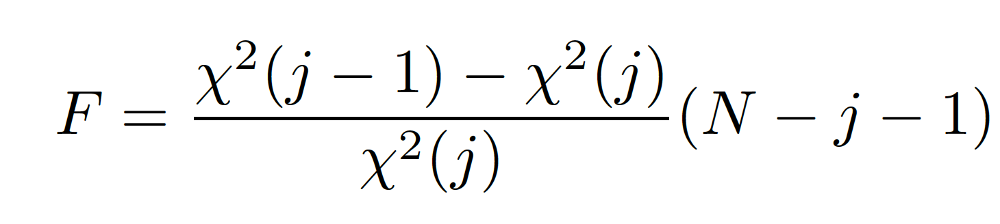 F = \frac{\chi^2(j-1) - \chi^2(j)}{\chi^2(j)}(N - j - 1)